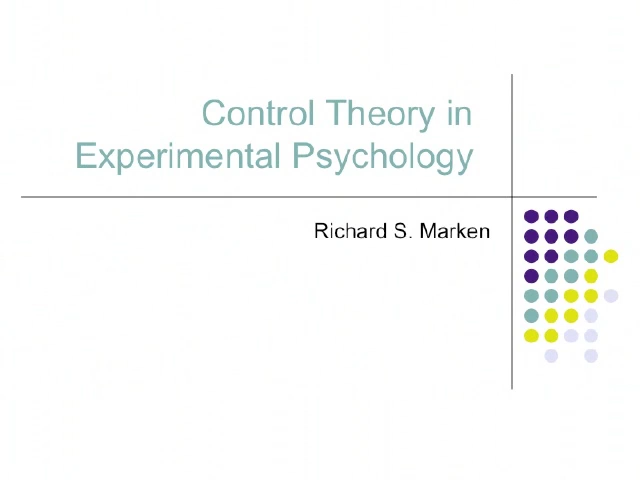 Control Theory in
Experimental Psychology
Richard S. Marken